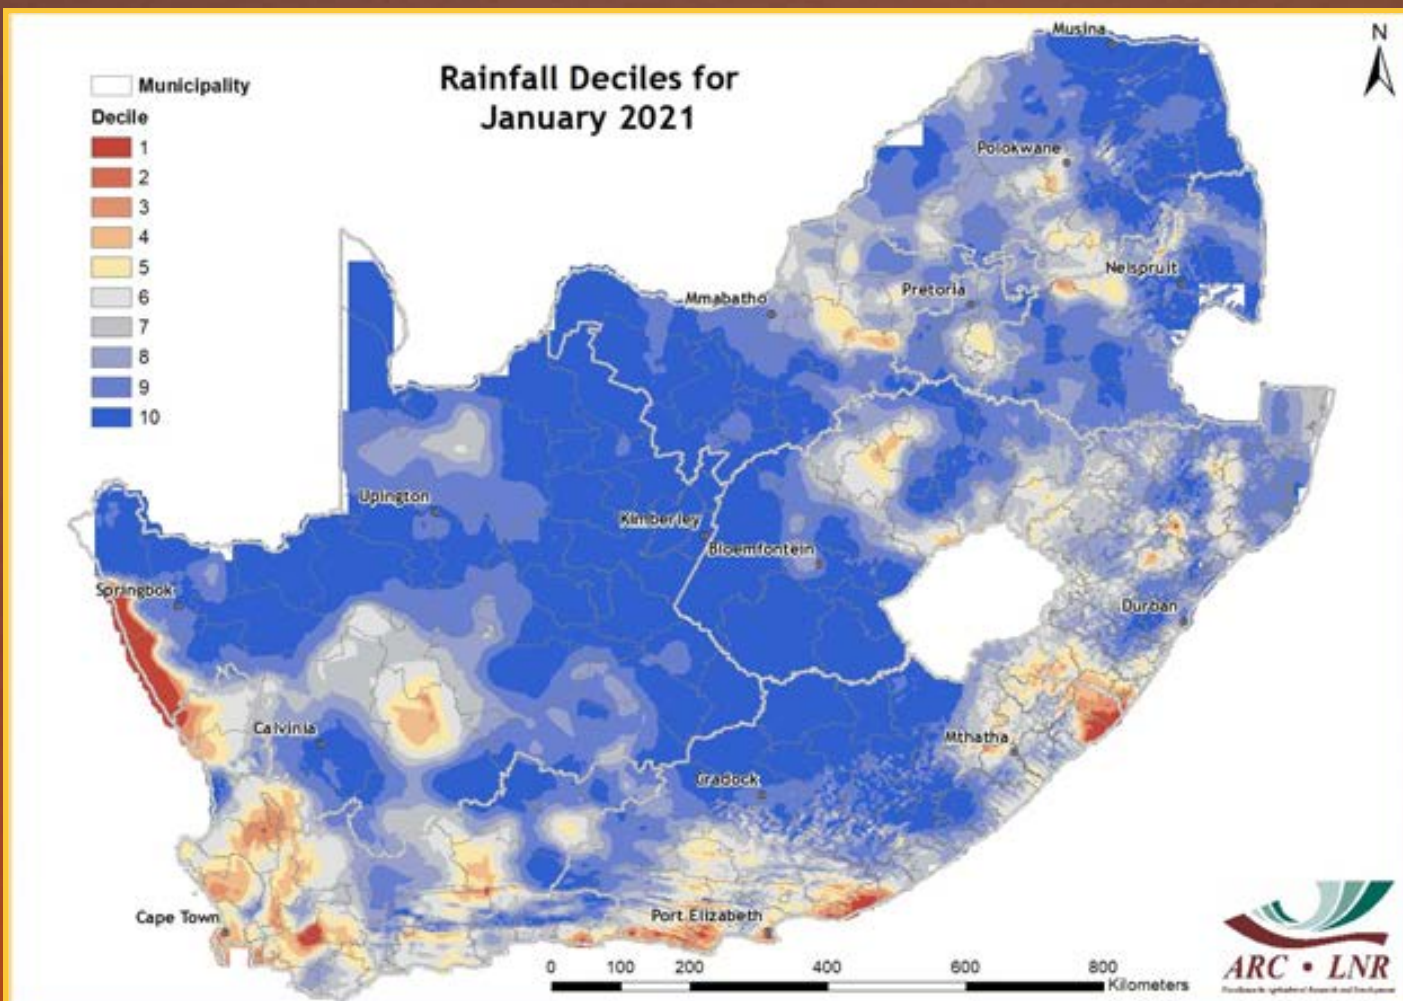 Rainfall Deciles for
January 2021
N
Municipality
Decile
1
2
3
4
5
6
7
8
9
10
Musina
Polokwane
Nelspruit
Pretoria
Mmabatho
Upington
Kimberley
Bloemfontein
Springbok
Durban
Calvinia
Mthatha
Cradock
Cape Town
Port Elizabeth
0 100 200 400 600 800
Kilometers
ARC • LNR